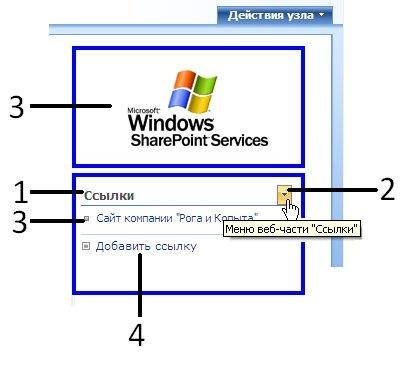 Действия узла
3
Microsoft®
Windows
SharePoint Services
1
Ссылки
2
3
Сайт компании "Рога и Копыта"
Меню веб-части "Ссылки"
Добавить ссылку
4